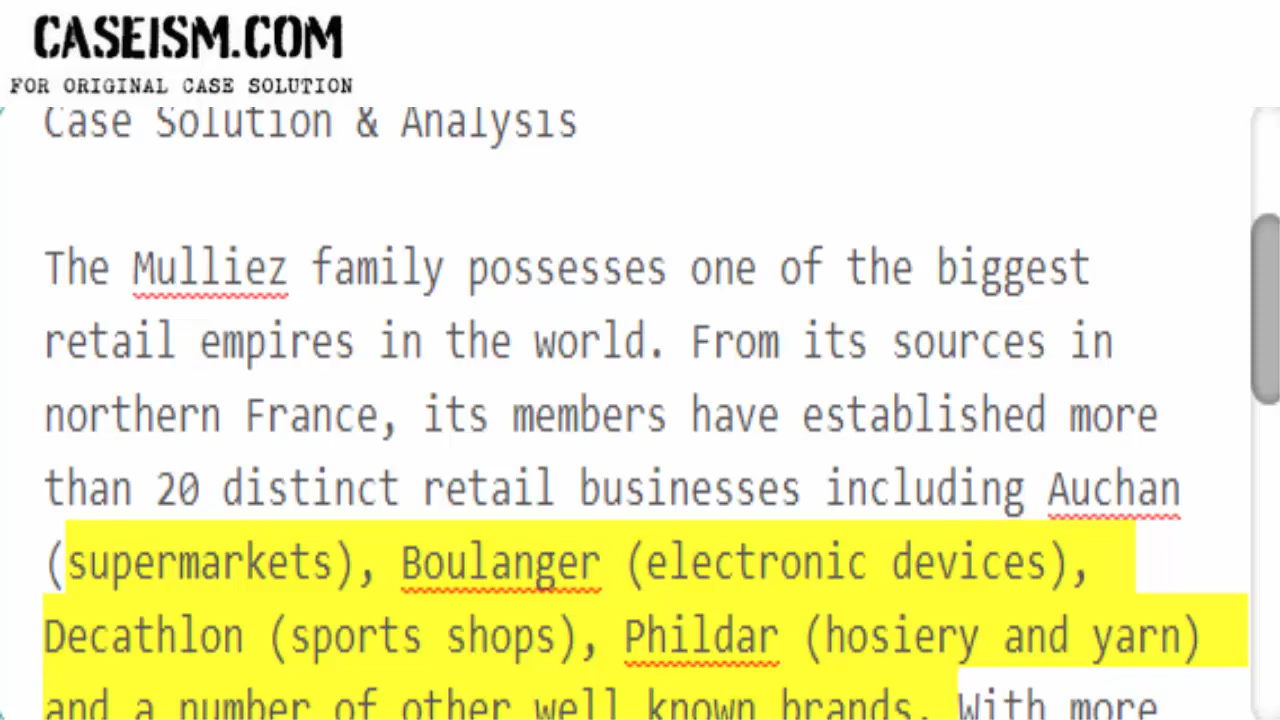 CASEISM.COM
FOR ORIGINAL CASE SOLUTION
Case Solution & Analysis
The Mulliez family possesses one of the biggest
retail empires in the world. From its sources in
northern France, its members have established more
than 20 distinct retail businesses including Auchan
(supermarkets), Boulanger (electronic devices),
Decathlon (sports shops), Phildar (hosiery and yarn)
and a number of other well known brands. With more